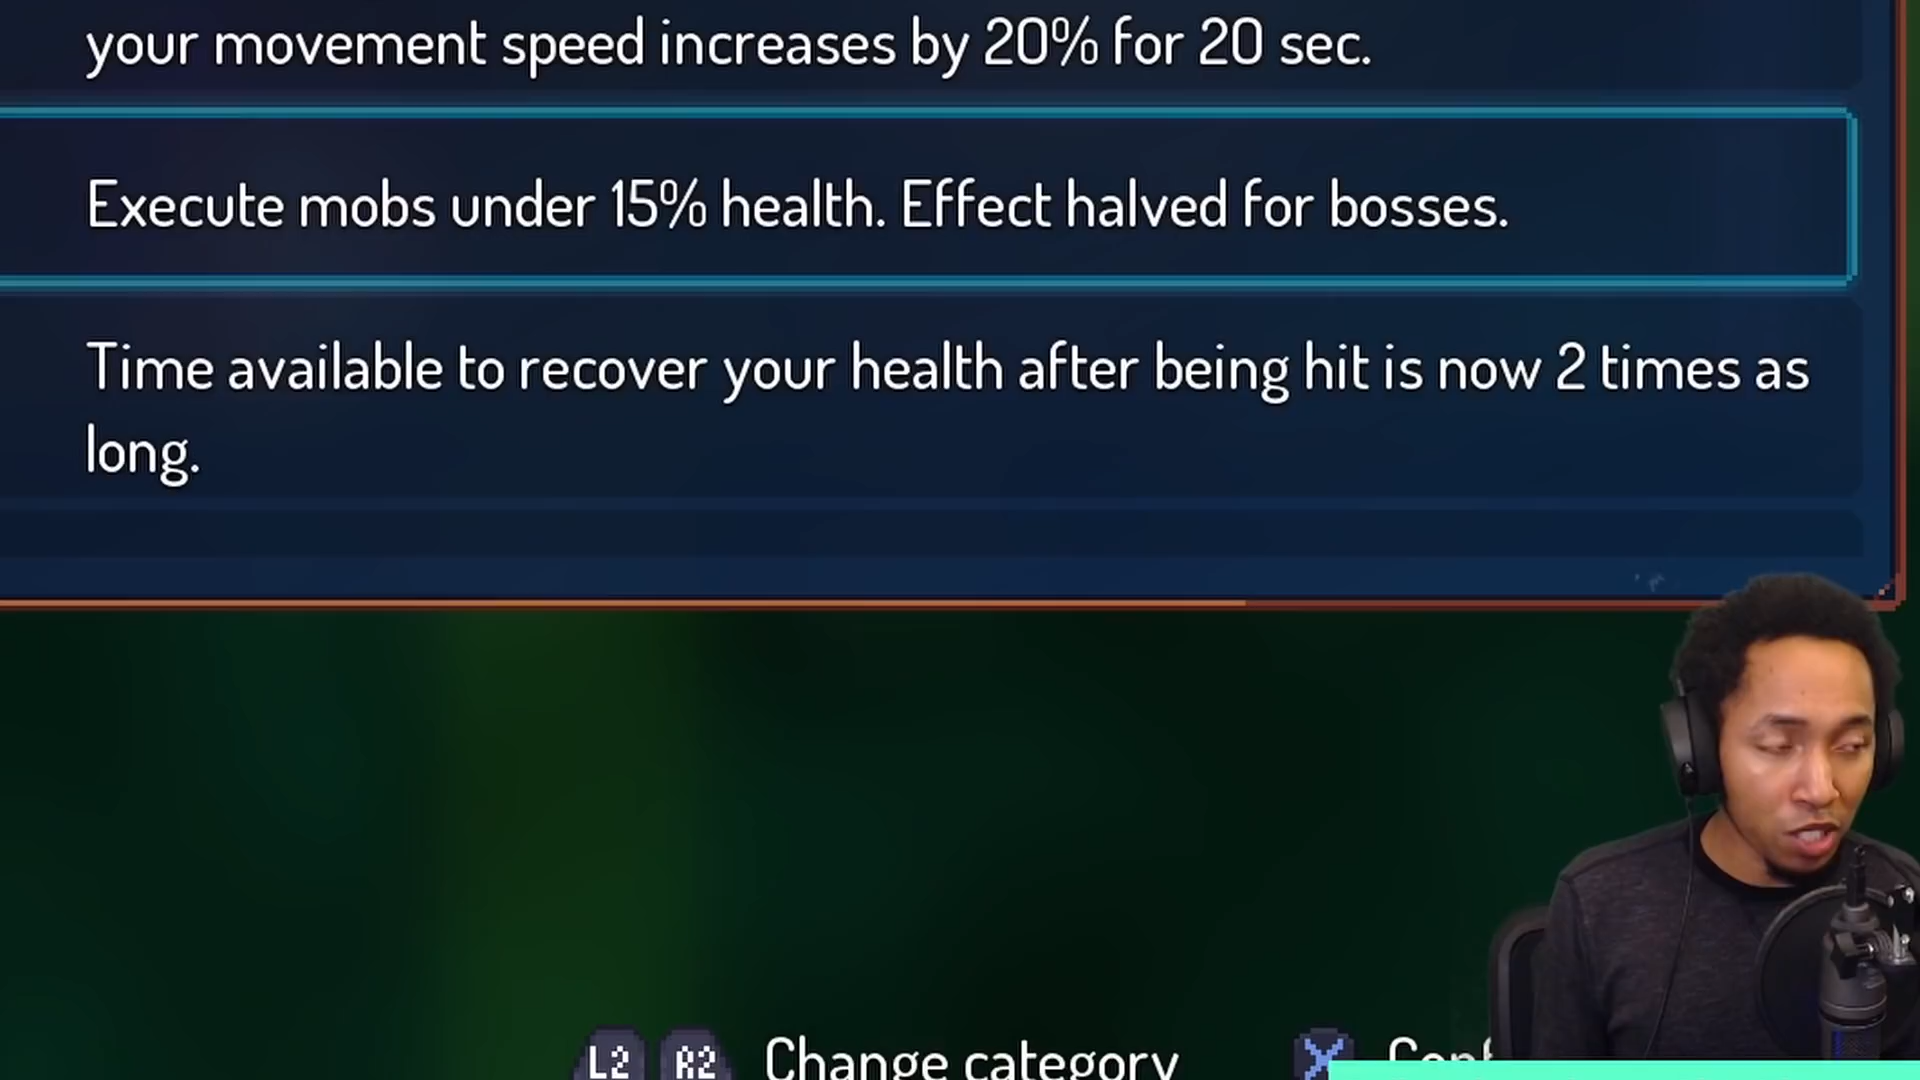 your movement speed increases by 20% for 20 sec.
Execute mobs under 15% health. Effect halved for bosses.
Time available to recover your health after being hit is now 2 times as
long.
L2 R2 Change category X